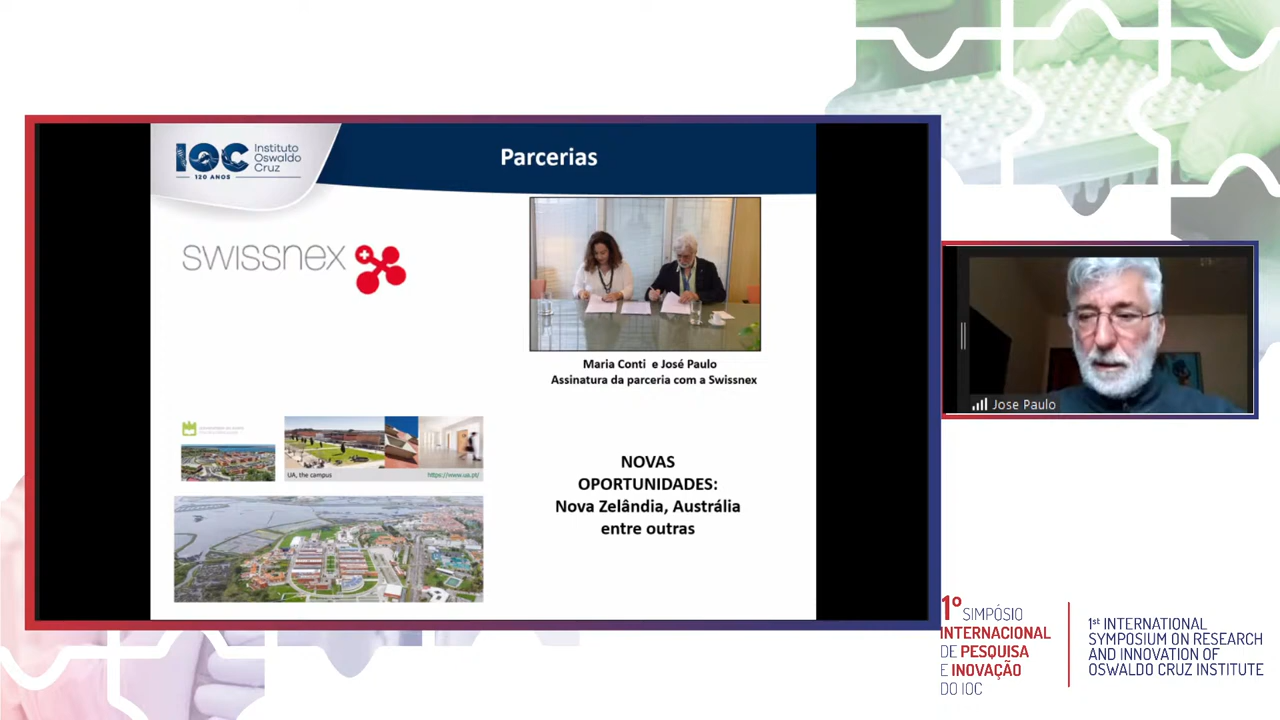 IOC
Instituto
Oswaldo
Cruz
120 ANOS
Parcerias
swissnex
Maria Conti e José Paulo
Assinatura da parceria com a Swissnex
UA, the campus
https://www.ua.pt/
NOVAS
OPORTUNIDADES:
Nova Zelândia, Austrália
entre outras
Jose Paulo
1º SIMPÓSIO
INTERNACIONAL
DE PESQUISA
E INOVAÇÃO
DO IOC
1st INTERNATIONAL
SYMPOSIUM ON RESEARCH
AND INNOVATION OF
OSWALDO CRUZ INSTITUTE